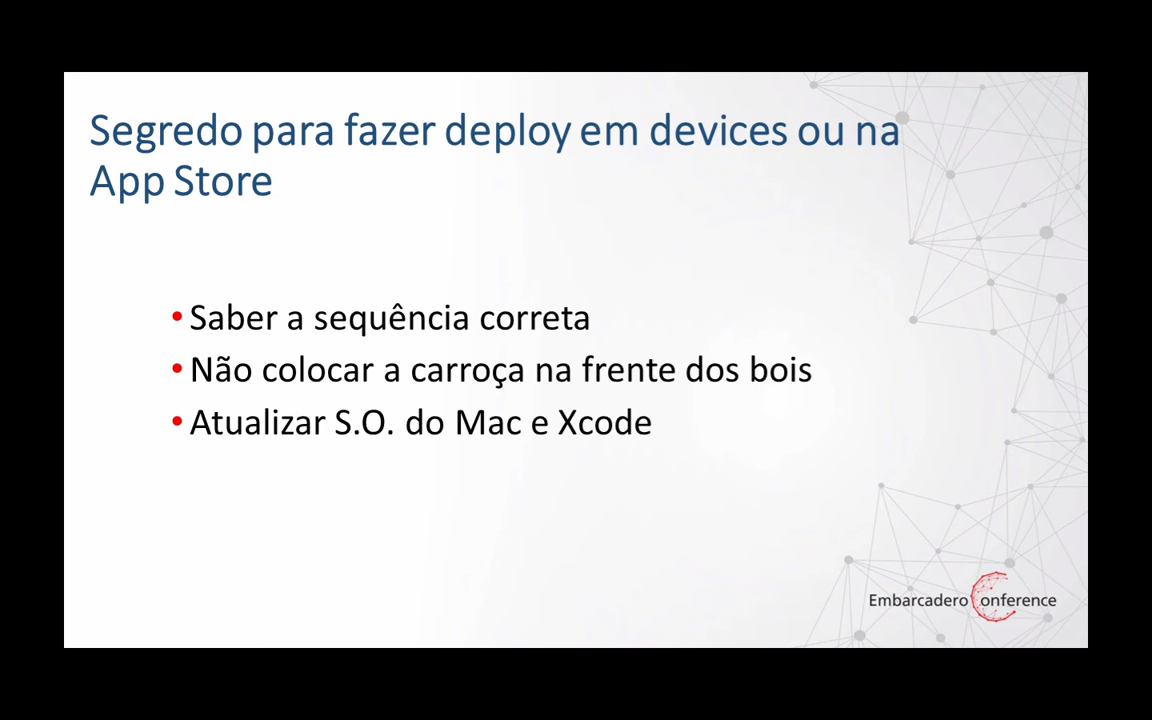 Segredo para fazer deploy em devices ou na
App Store
• Saber a sequência correta
• Não colocar a carroça na frente dos bois
• Atualizar S.O. do Mac e Xcode
Embarcadero Conference